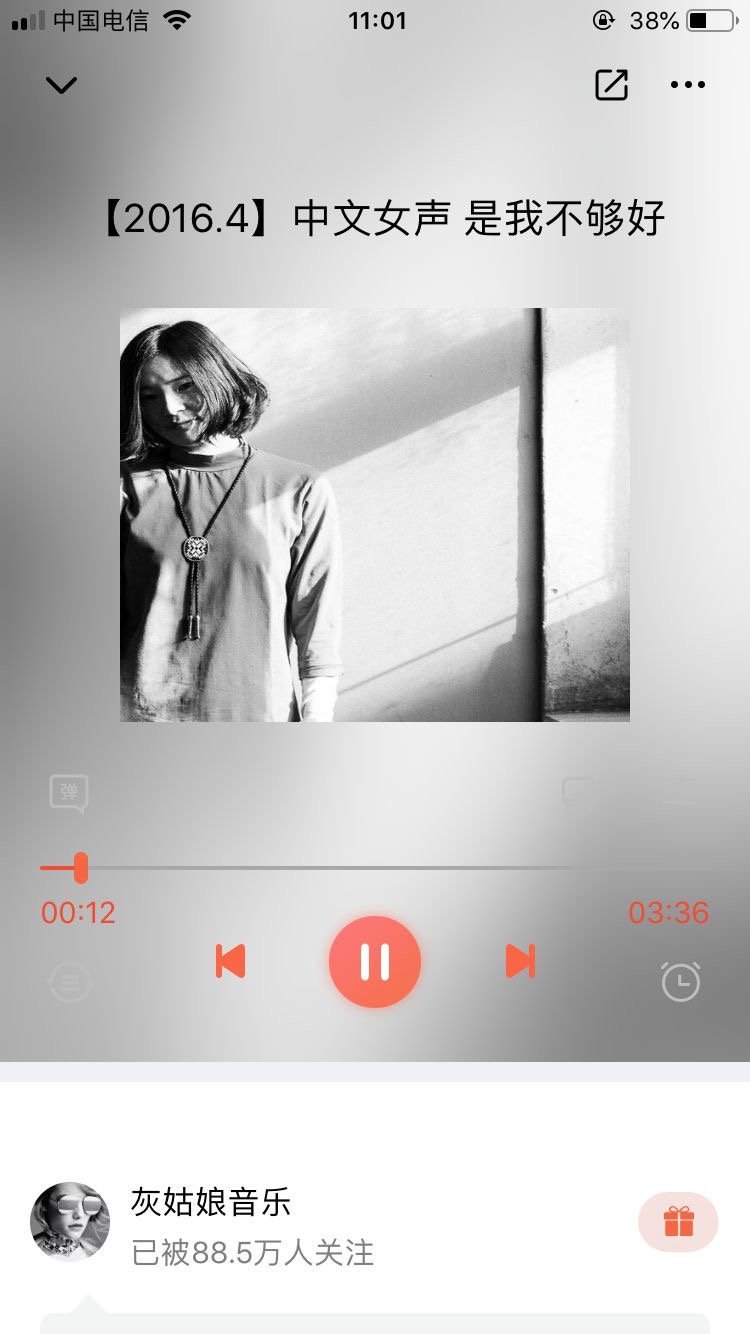 中国电信 11:01 38%
【2016.4】中文女声 是我不够好
弹
00:12 03:36
灰姑娘音乐
已被88.5万人关注